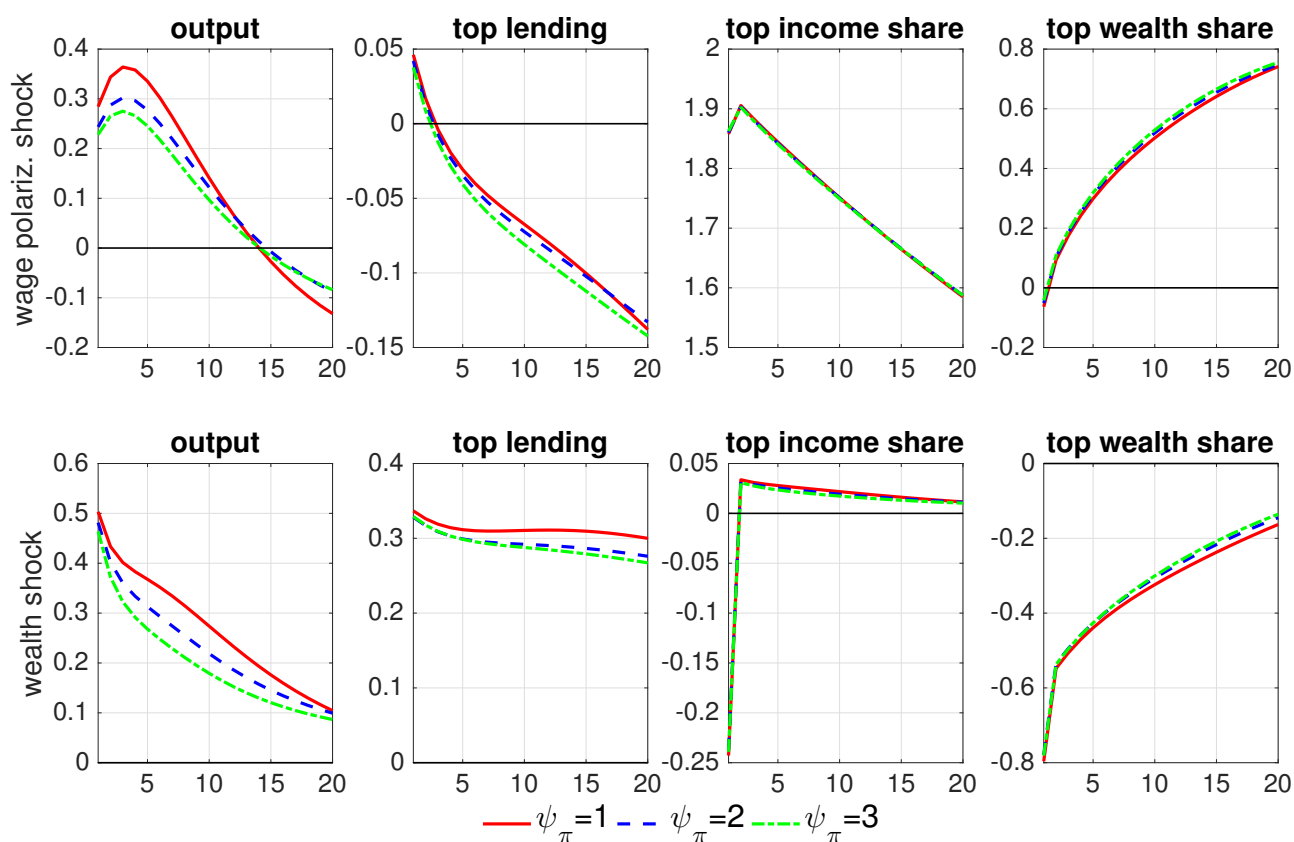 output
top lending
top income share
top wealth share
wage polariz. shock
0.4
0.3
0.2
0.1
0
-0.1
-0.2
5 10 15 20
0.05
0
-0.05
-0.1
-0.15
5 10 15 20
2
1.9
1.8
1.7
1.6
1.5
5 10 15 20
0.8
0.6
0.4
0.2
0
-0.2
5 10 15 20
output
top lending
top income share
top wealth share
wealth shock
0.6
0.5
0.4
0.3
0.2
0.1
0
5 10 15 20
0.4
0.3
0.2
0.1
0
5 10 15 20
0.05
0
-0.05
-0.1
-0.15
-0.2
-0.25
5 10 15 20
0
-0.2
-0.4
-0.6
-0.8
5 10 15 20
ψ_π=1 ψ_π=2 ψ_π=3